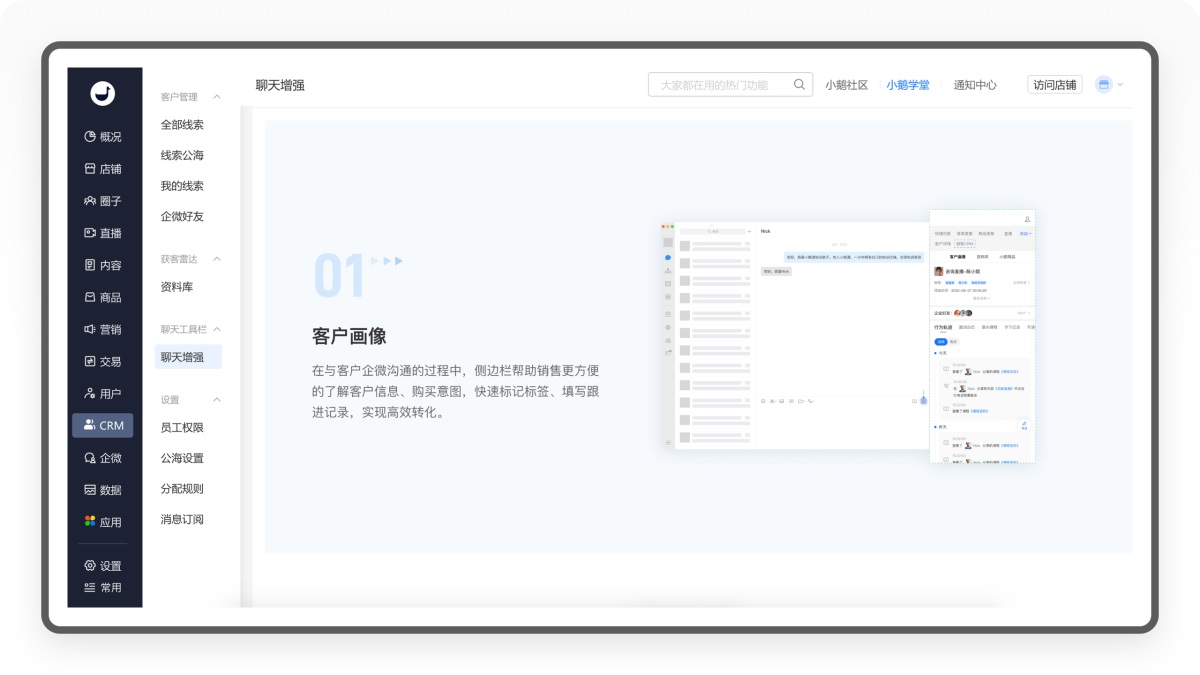 聊天增强
大家都在用的热门功能
小鹅社区
小鹅学堂
通知中心
访问店铺
概况
店铺
圈子
直播
内容
商品
营销
交易
用户
CRM
企微
数据
应用
设置
常用
客户管理
全部线索
线索公海
我的线索
企微好友
获客雷达
资料库
聊天工具栏
聊天增强
设置
员工权限
公海设置
分配规则
消息订阅
01
客户画像
在与客户企微沟通的过程中，侧边栏帮助销售更方便
的了解客户信息、购买意图，快速标记标签、填写跟
进记录，实现高效转化。
Nick
客户画像
行为轨迹
今天
昨天